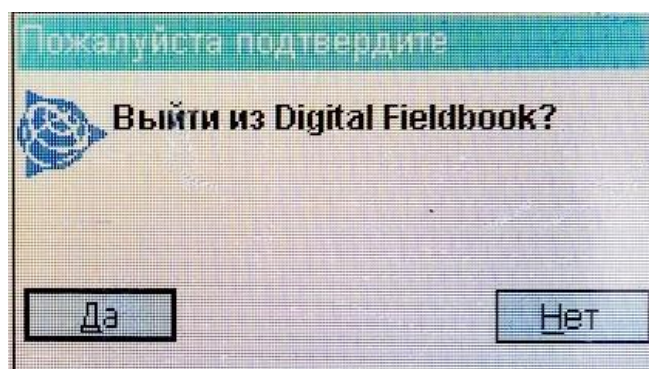 Пожалуйста подтвердите
Выйти из Digital Fieldbook?
Да
Нет